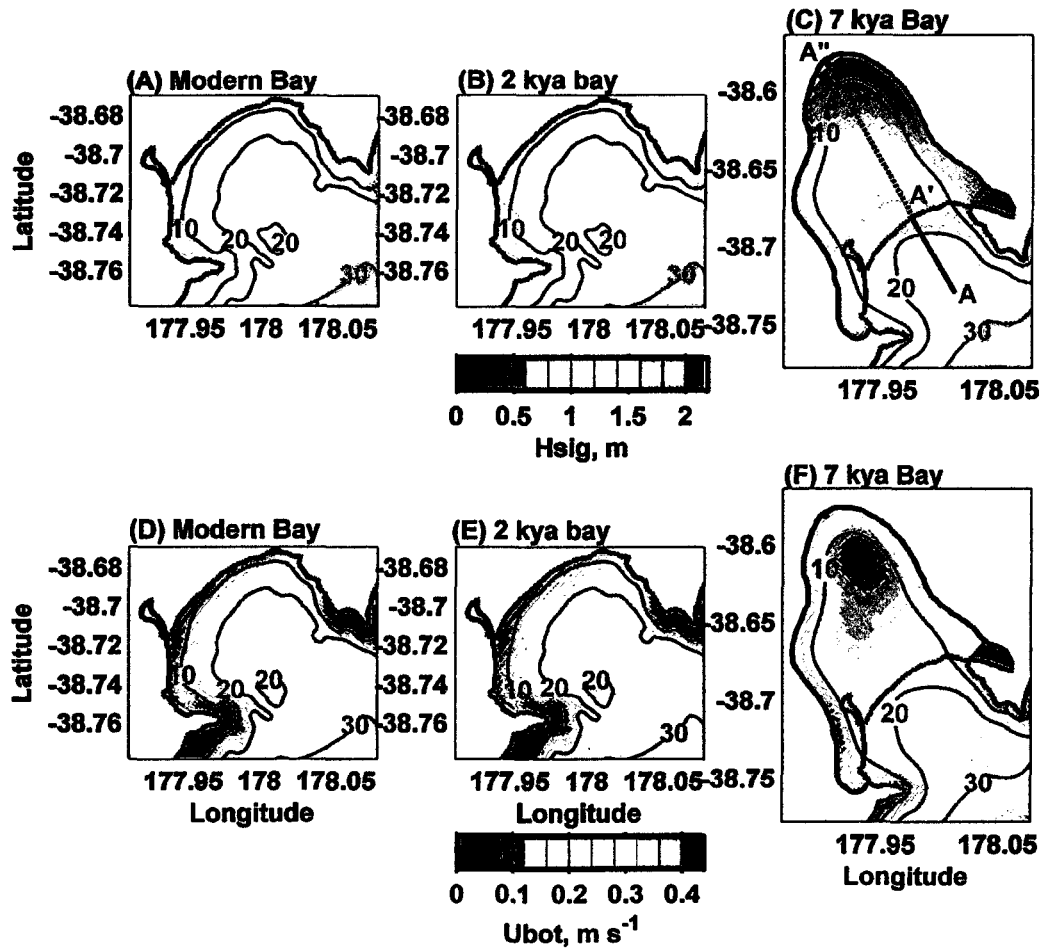 (A) Modern Bay
(B) 2 kya bay
(C) 7 kya Bay
Latitude
-38.68
-38.7
-38.72
-38.74
-38.76
10
20
20
30
177.95 178 178.05
-38.68
-38.7
-38.72
-38.74
-38.76
10
20
20
30
177.95 178 178.05
-38.6
-38.65
-38.7
-38.75
A"
10
A'
20
A
30
177.95 178.05
0 0.5 1 1.5 2
Hsig, m
(D) Modern Bay
(E) 2 kya bay
(F) 7 kya Bay
Latitude
-38.68
-38.7
-38.72
-38.74
-38.76
10
20
20
30
177.95 178 178.05
Longitude
-38.68
-38.7
-38.72
-38.74
-38.76
10
20
20
30
177.95 178 178.05
Longitude
-38.6
-38.65
-38.7
-38.75
10
20
30
177.95 178.05
Longitude
0 0.1 0.2 0.3 0.4
Ubot, m s⁻¹